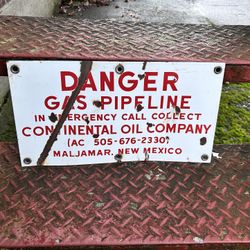 DANGER
GAS PIPELINE
IN EMERGENCY CALL COLLECT
CONTINENTAL OIL COMPANY
(AC 505-676-2330)
MALJAMAR, NEW MEXICO